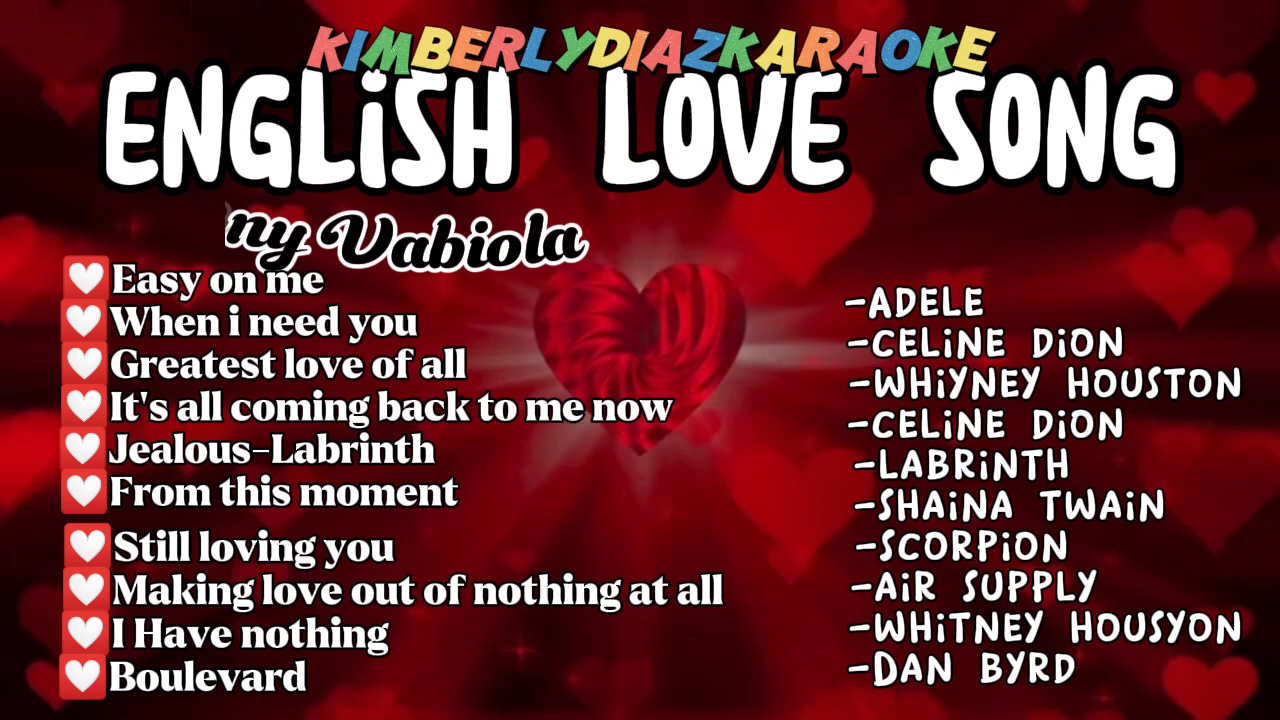 KIMBERLYDIAZKARAOKE
ENGLiSH LOVE SONG
ny Vabiola
Easy on me
When i need you
Greatest love of all
It's all coming back to me now
Jealous-Labrinth
From this moment
Still loving you
Making love out of nothing at all
I Have nothing
Boulevard
-ADELE
-CELiNE DiON
-WHiYNEY HOUSTON
-CELiNE DiON
-LABRiNTH
-SHAiNA TWAiN
-SCORPiON
-AiR SUPPLY
-WHiTNEY HOUSYON
-DAN BYRD